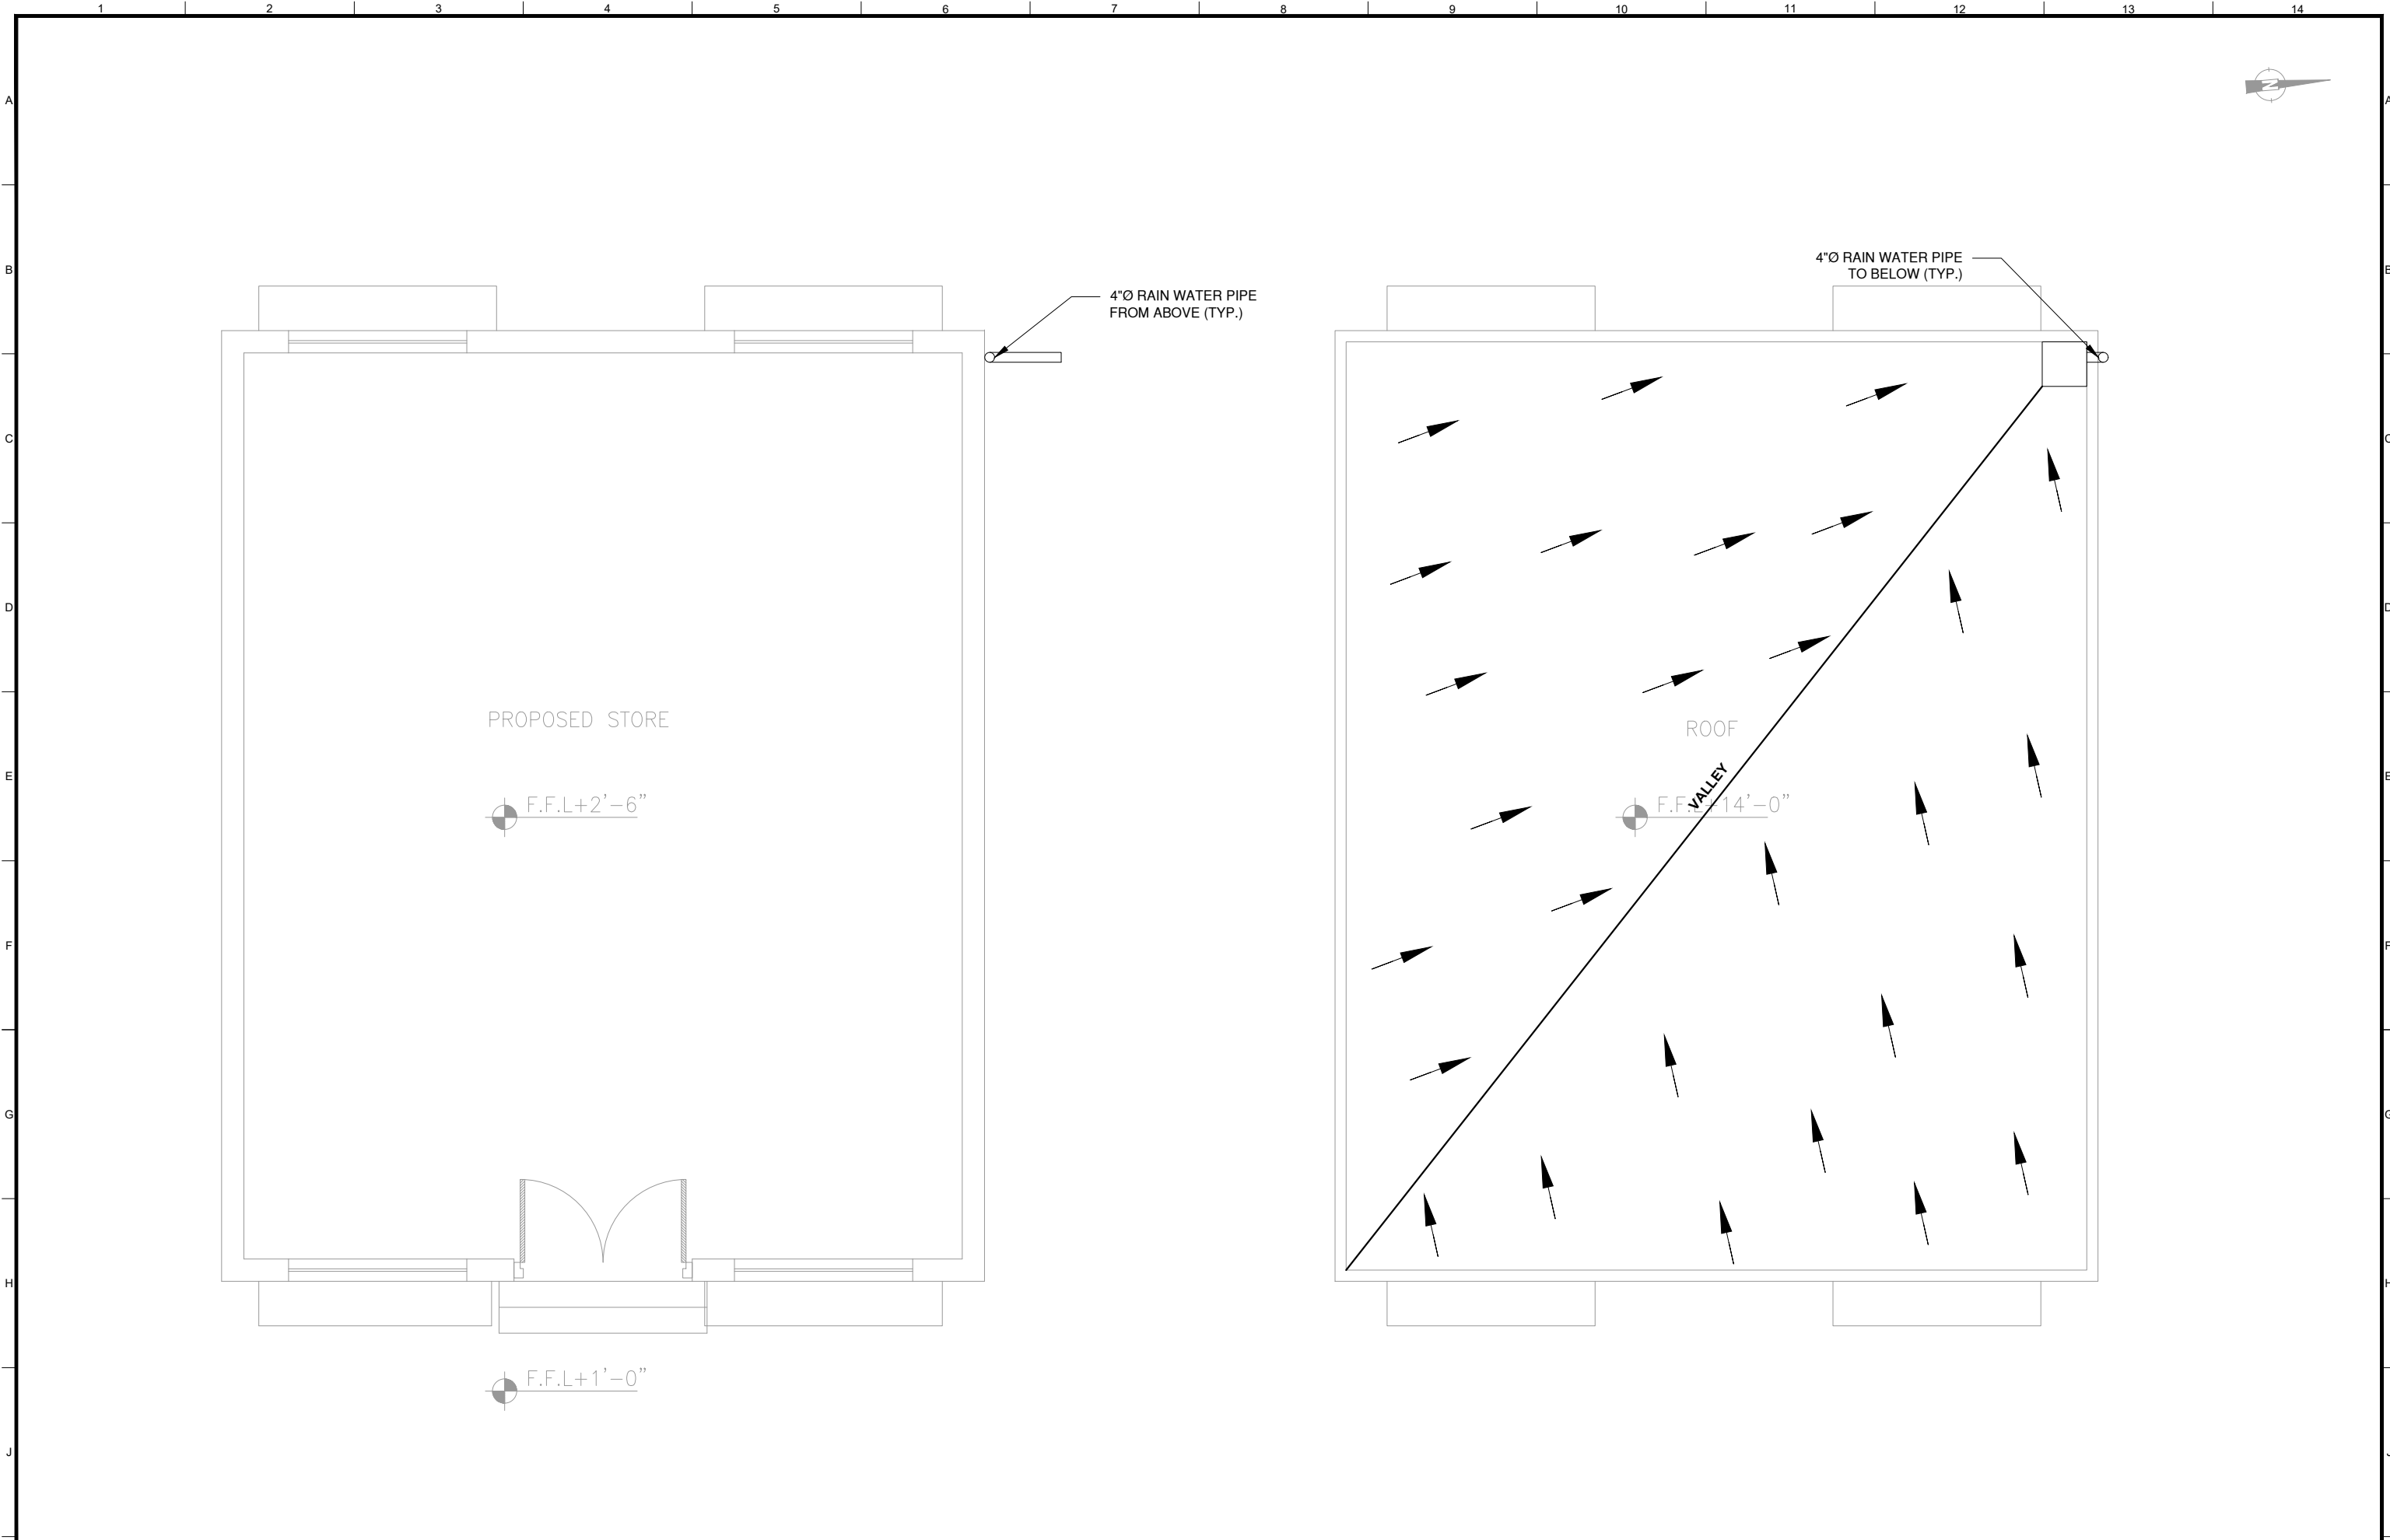 1 2 3 4 5 6 7 8 9 10 11 12 13 14
A A
N
B B
4"Ø RAIN WATER PIPE
TO BELOW (TYP.)
4"Ø RAIN WATER PIPE
FROM ABOVE (TYP.)
C C
D D
PROPOSED STORE
ROOF
E E
VALLEY
F.F.L+2'-6"
F.F.L+14'-0"
F F
G G
H H
F.F.L+1'-0"
J J